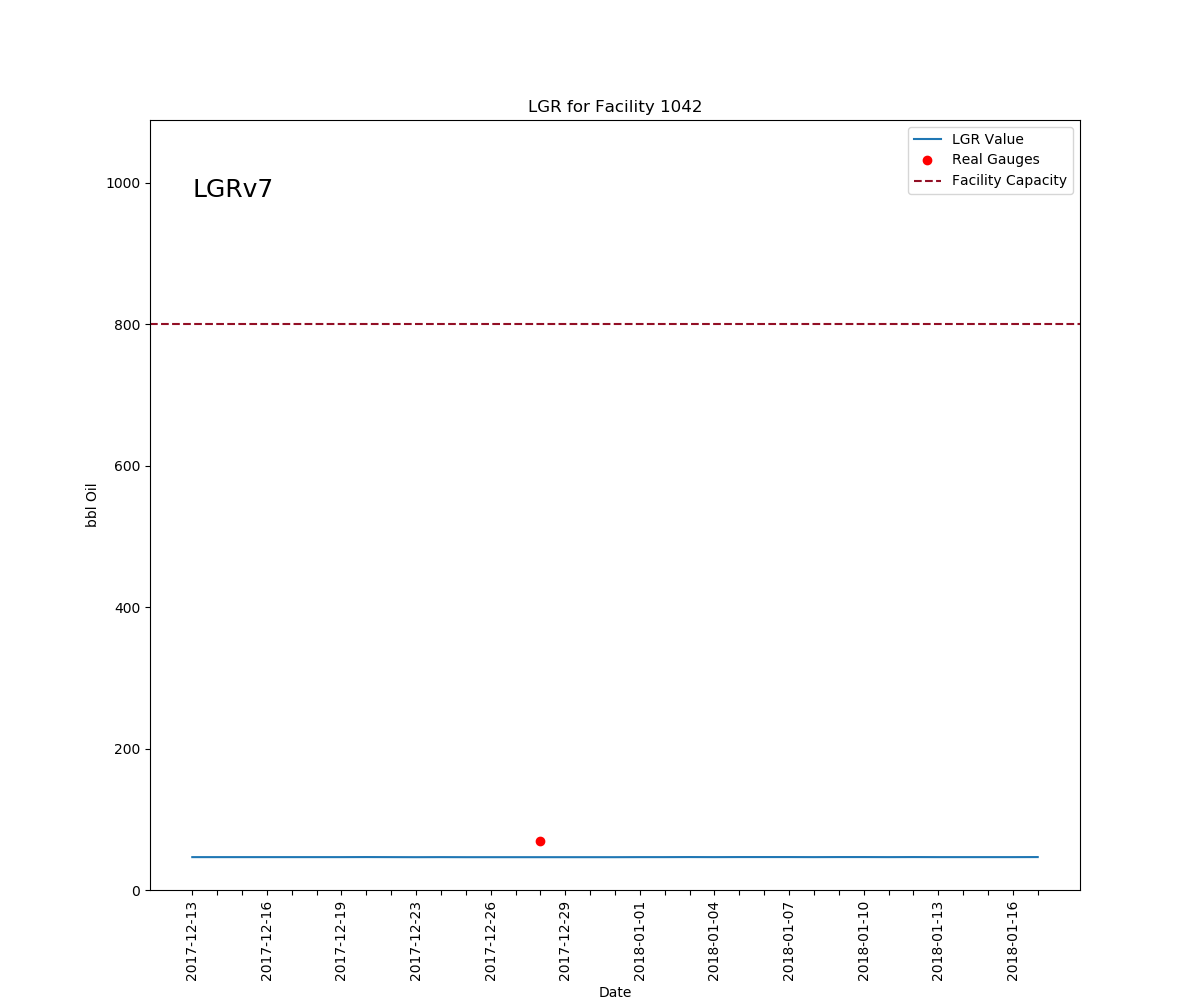 LGR for Facility 1042
LGR Value
Real Gauges
Facility Capacity
LGRv7
1000
800
600
400
200
0
bbl Oil
2017-12-13
2017-12-16
2017-12-19
2017-12-23
2017-12-26
2017-12-29
2018-01-01
2018-01-04
2018-01-07
2018-01-10
2018-01-13
2018-01-16
Date